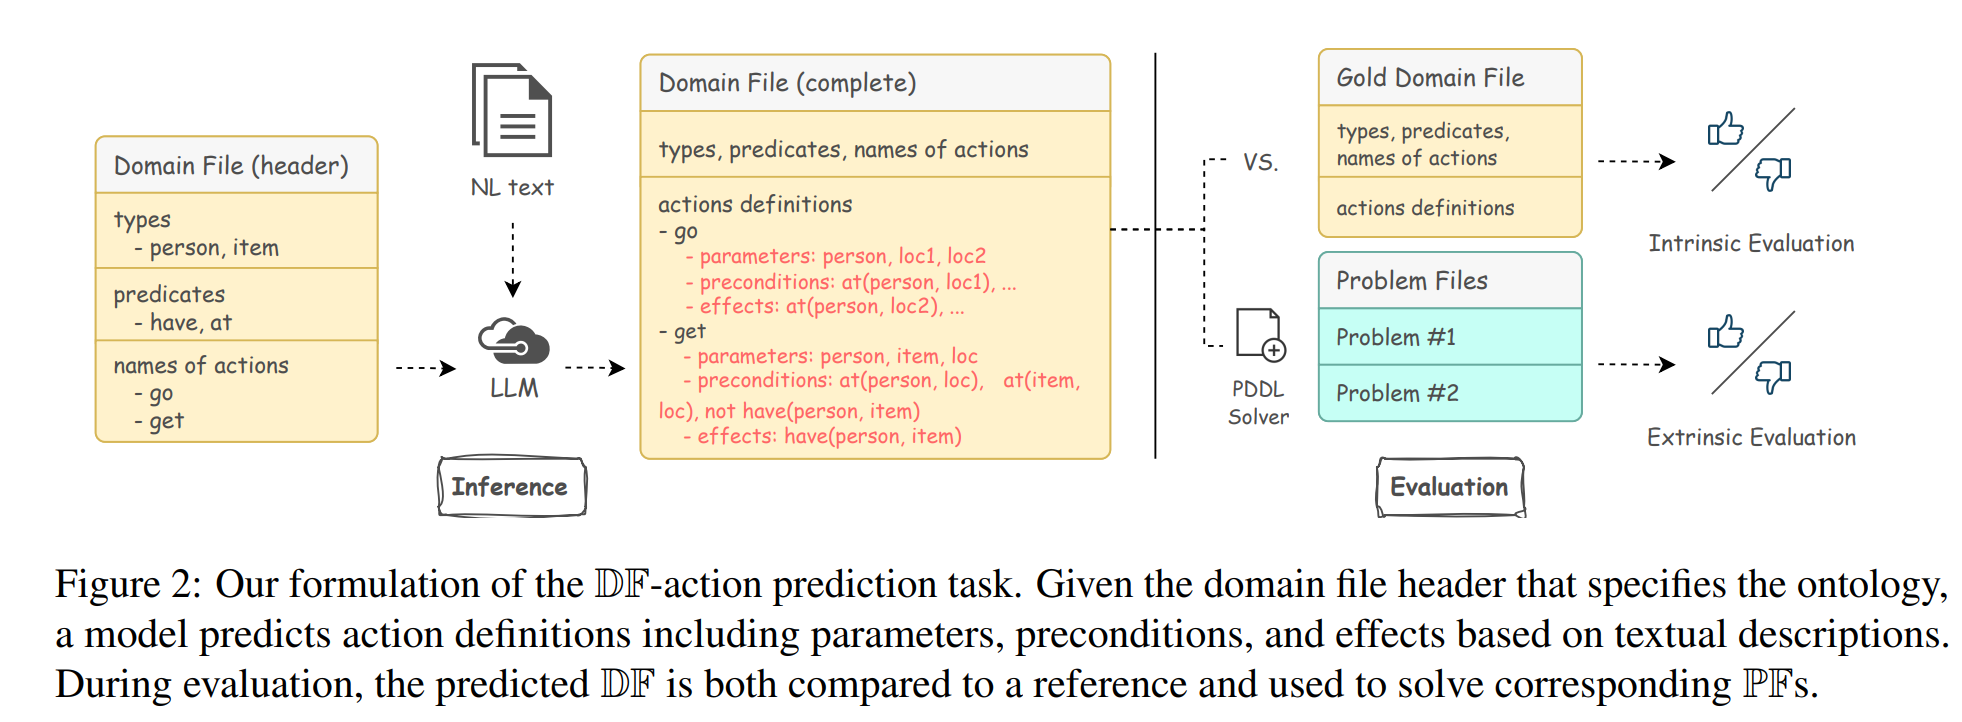 Domain File (header)
types
- person, item
predicates
- have, at
names of actions
- go
- get
NL text
LLM
Inference
Domain File (complete)
types, predicates, names of actions
actions definitions
- go
- parameters: person, loc1, loc2
- preconditions: at(person, loc1), ...
- effects: at(person, loc2), ...
- get
- parameters: person, item, loc
- preconditions: at(person, loc), at(item,
loc), not have(person, item)
- effects: have(person, item)
VS.
PDDL
Solver
Gold Domain File
types, predicates,
names of actions
actions definitions
Problem Files
Problem #1
Problem #2
Intrinsic Evaluation
Extrinsic Evaluation
Evaluation
Figure 2: Our formulation of the 𝔻𝔽-action prediction task. Given the domain file header that specifies the ontology,
a model predicts action definitions including parameters, preconditions, and effects based on textual descriptions.
During evaluation, the predicted 𝔻𝔽 is both compared to a reference and used to solve corresponding ℙ𝔽s.